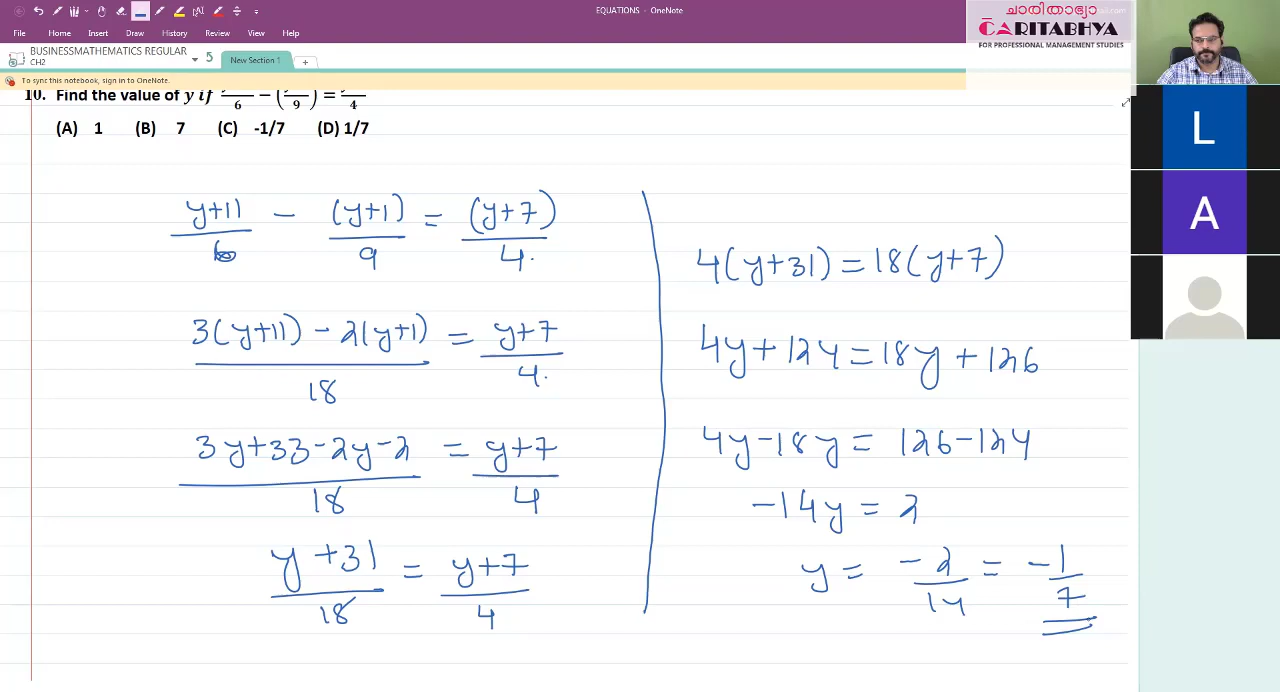 EQUATIONS - OneNote
File Home Insert Draw History Review View Help
BUSINESSMATHEMATICS REGULAR
CH2
New Section 1
+
To sync this notebook, sign in to OneNote.
ചാരിതാഭ്യാ
CARITABHYA
FOR PROFESSIONAL MANAGEMENT STUDIES
L
A
10. Find the value of y if /6 − ( /9) = /4
(A) 1 (B) 7 (C) -1/7 (D) 1/7
(y+11)/6 − (y+1)/9 = (y+7)/4.
(3(y+11) − 2(y+1))/18 = (y+7)/4.
(3y+33−2y−2)/18 = (y+7)/4
(y+31)/18 = (y+7)/4
4(y+31) = 18(y+7)
4y+124 = 18y+126
4y−18y = 126−124
−14y = 2
y = −2/14 = −1/7